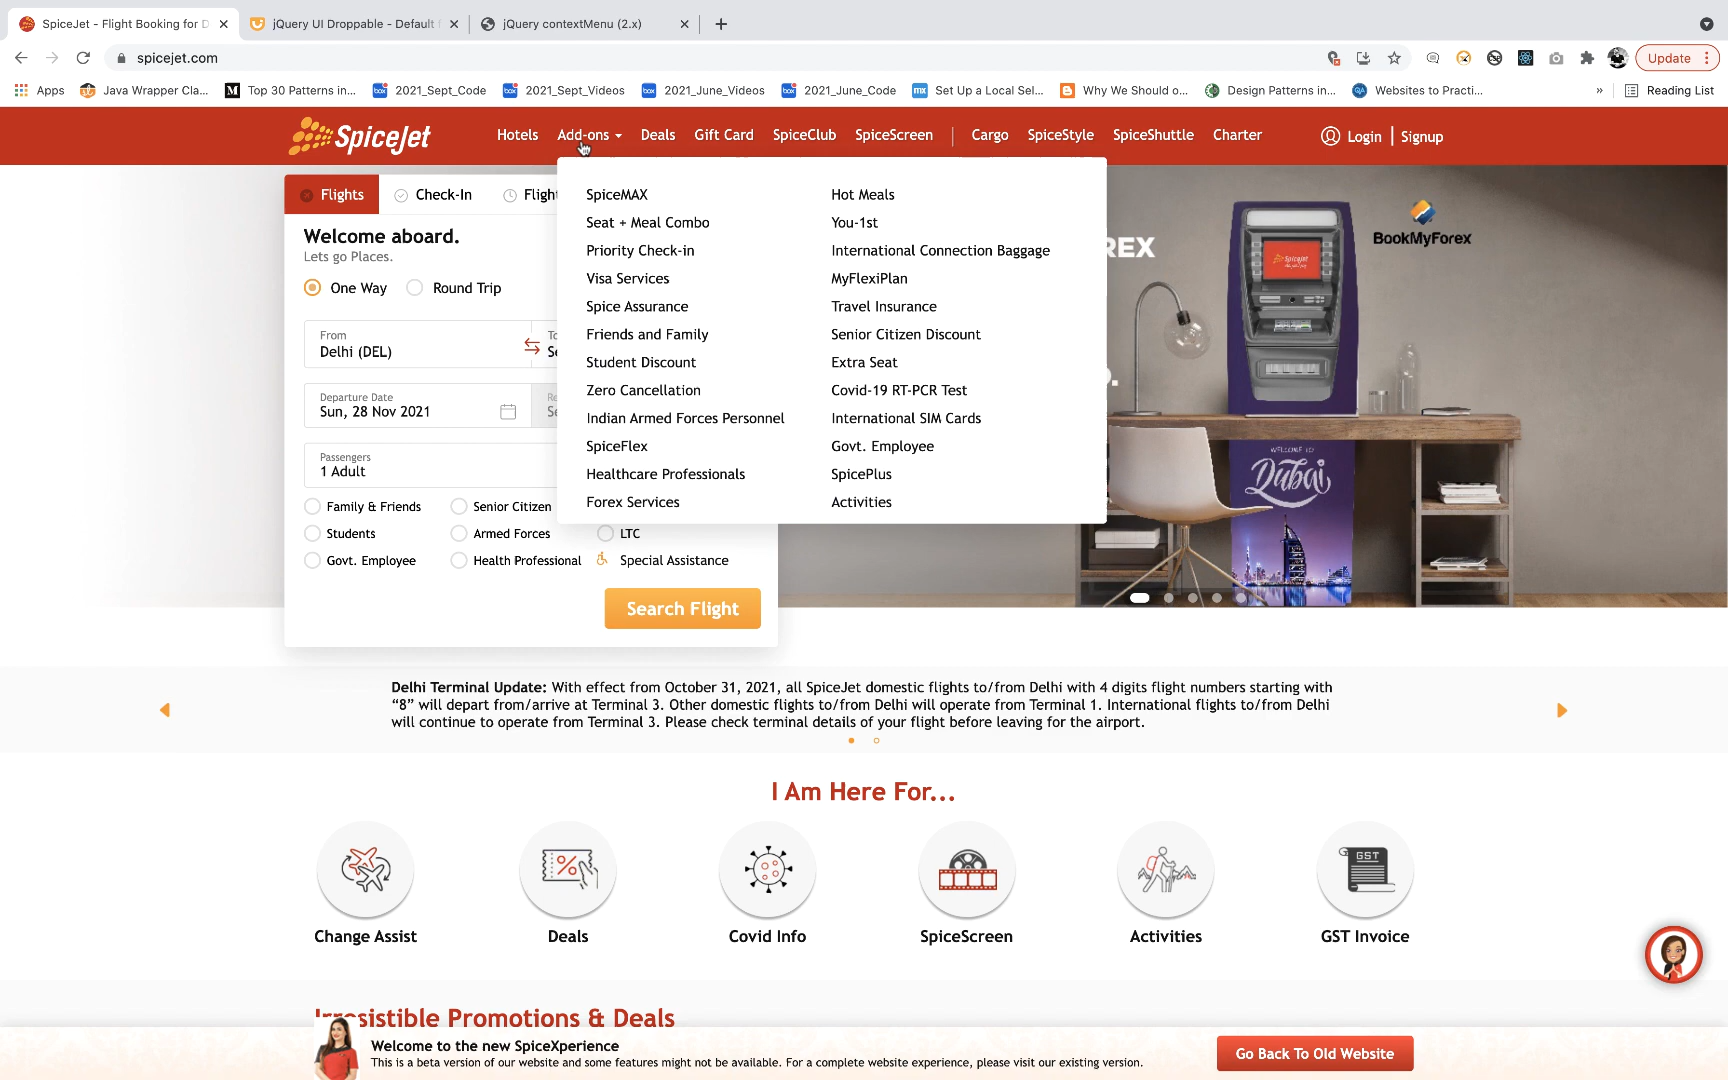 SpiceJet - Flight Booking for D
jQuery UI Droppable - Default f
jQuery contextMenu (2.x)
spicejet.com
Update
Apps
Java Wrapper Cla...
Top 30 Patterns in...
2021_Sept_Code
2021_Sept_Videos
2021_June_Videos
2021_June_Code
Set Up a Local Sel...
Why We Should o...
Design Patterns in...
Websites to Practi...
»
Reading List
SpiceJet
Hotels
Add-ons
Deals
Gift Card
SpiceClub
SpiceScreen
Cargo
SpiceStyle
SpiceShuttle
Charter
Login
Signup
Flights
Check-In
Flight
Welcome aboard.
Lets go Places.
One Way
Round Trip
From
Delhi (DEL)
To
Se
Departure Date
Sun, 28 Nov 2021
Re
Se
Passengers
1 Adult
Family & Friends
Senior Citizen
Students
Armed Forces
LTC
Govt. Employee
Health Professional
Special Assistance
Search Flight
SpiceMAX
Hot Meals
Seat + Meal Combo
You-1st
Priority Check-in
International Connection Baggage
Visa Services
MyFlexiPlan
Spice Assurance
Travel Insurance
Friends and Family
Senior Citizen Discount
Student Discount
Extra Seat
Zero Cancellation
Covid-19 RT-PCR Test
Indian Armed Forces Personnel
International SIM Cards
SpiceFlex
Govt. Employee
Healthcare Professionals
SpicePlus
Forex Services
Activities
REX
BookMyForex
SpiceJet
WELCOME TO
Dubai
Delhi Terminal Update: With effect from October 31, 2021, all SpiceJet domestic flights to/from Delhi with 4 digits flight numbers starting with
“8” will depart from/arrive at Terminal 3. Other domestic flights to/from Delhi will operate from Terminal 1. International flights to/from Delhi
will continue to operate from Terminal 3. Please check terminal details of your flight before leaving for the airport.
I Am Here For...
GST
Change Assist
Deals
Covid Info
SpiceScreen
Activities
GST Invoice
Irresistible Promotions & Deals
Welcome to the new SpiceXperience
This is a beta version of our website and some features might not be available. For a complete website experience, please visit our existing version.
Go Back To Old Website